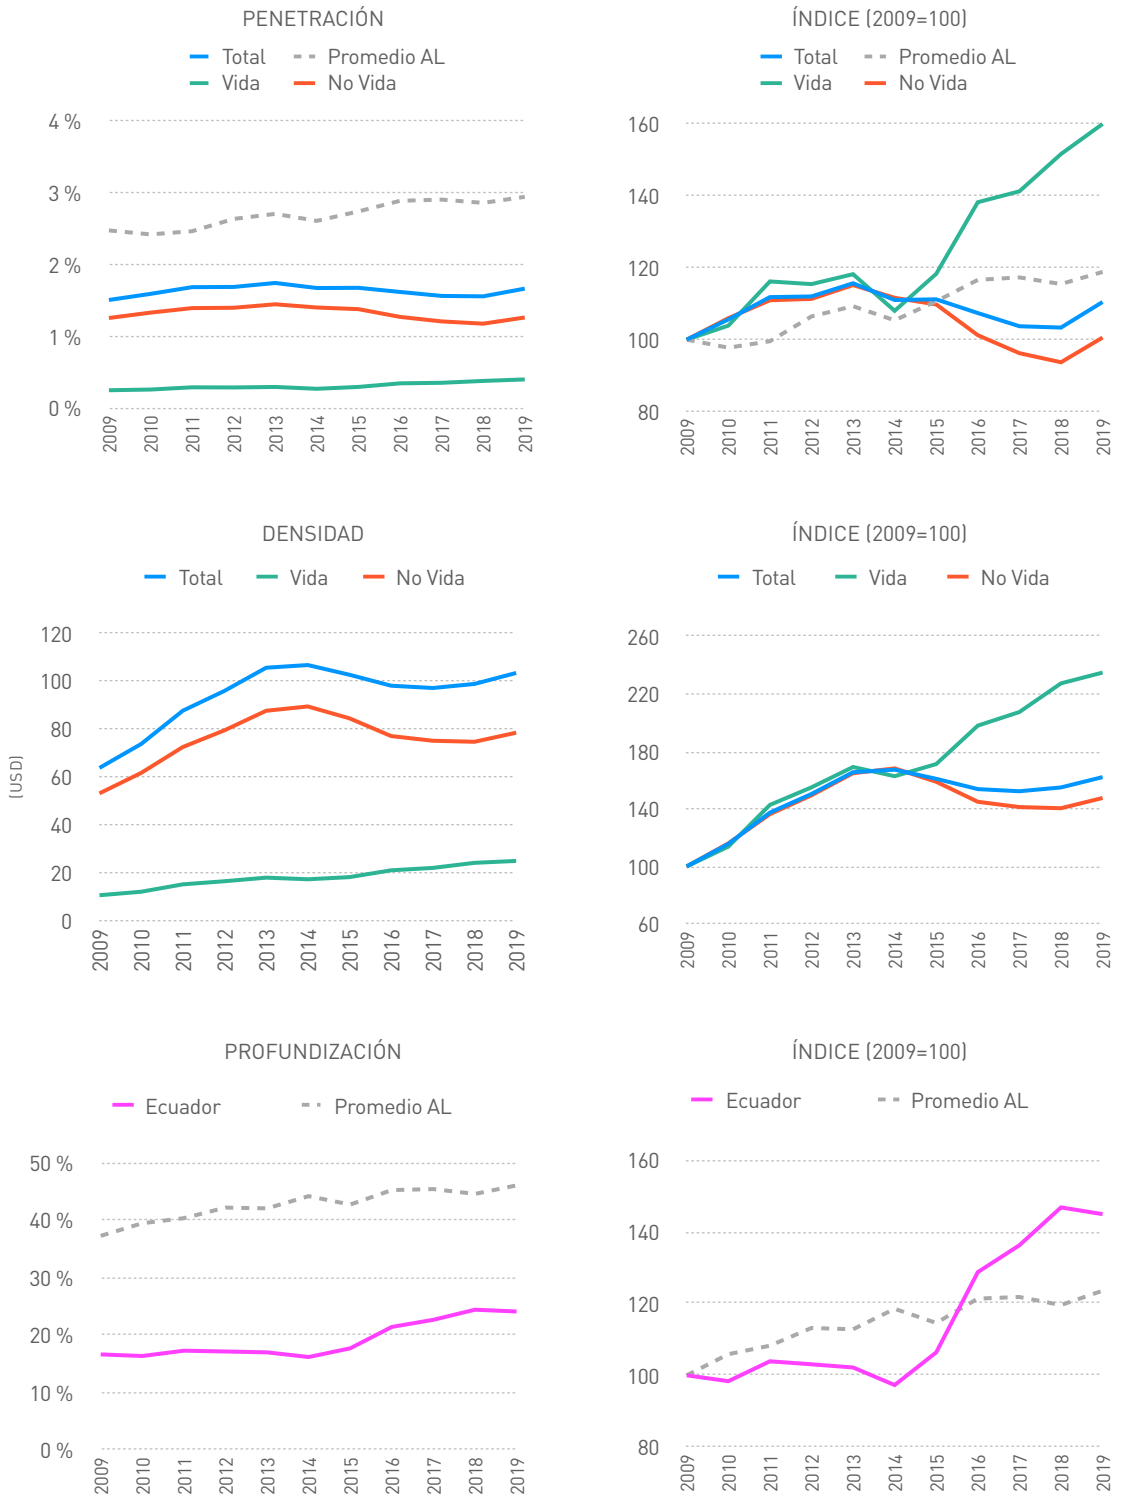 PENETRACIÓN
Total Promedio AL
Vida No Vida
4 %
3 %
2 %
1 %
0 %
2009 2010 2011 2012 2013 2014 2015 2016 2017 2018 2019
ÍNDICE (2009=100)
Total Promedio AL
Vida No Vida
160
140
120
100
80
2009 2010 2011 2012 2013 2014 2015 2016 2017 2018 2019
DENSIDAD
Total Vida No Vida
(USD)
120
100
80
60
40
20
0
2009 2010 2011 2012 2013 2014 2015 2016 2017 2018 2019
ÍNDICE (2009=100)
Total Vida No Vida
260
220
180
140
100
60
2009 2010 2011 2012 2013 2014 2015 2016 2017 2018 2019
PROFUNDIZACIÓN
Ecuador Promedio AL
50 %
40 %
30 %
20 %
10 %
0 %
2009 2010 2011 2012 2013 2014 2015 2016 2017 2018 2019
ÍNDICE (2009=100)
Ecuador Promedio AL
160
140
120
100
80
2009 2010 2011 2012 2013 2014 2015 2016 2017 2018 2019